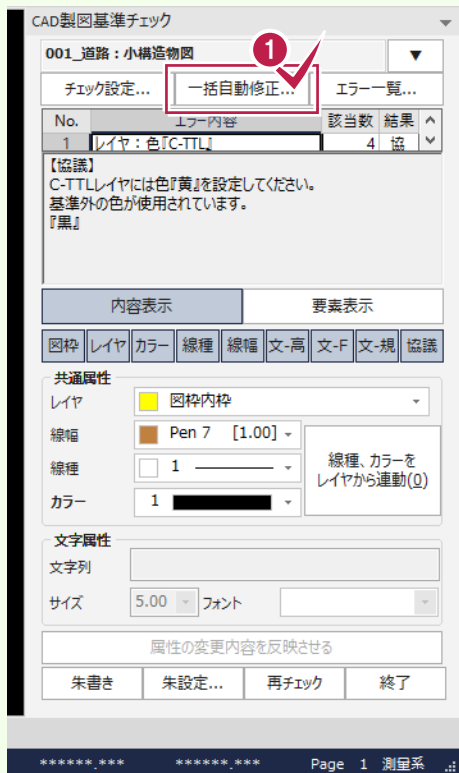 CAD製図基準チェック
001_道路：小構造物図 ▼
1
チェック設定... 一括自動修正... エラー一覧...
No. エラー内容 該当数 結果
1 レイヤ：色『C-TTL』 4 協
【協議】
C-TTLレイヤには色『黄』を設定してください。
基準外の色が使用されています。
『黒』
内容表示 要素表示
図枠 レイヤ カラー 線種 線幅 文-高 文-F 文-規 協議
共通属性
レイヤ 図枠内枠
線幅 Pen 7 [1.00]
線種 1
カラー 1
線種、カラーを
レイヤから連動(0)
文字属性
文字列
サイズ 5.00 フォント
属性の変更内容を反映させる
朱書き 朱設定... 再チェック 終了
******.*** ******.*** Page 1 測量系